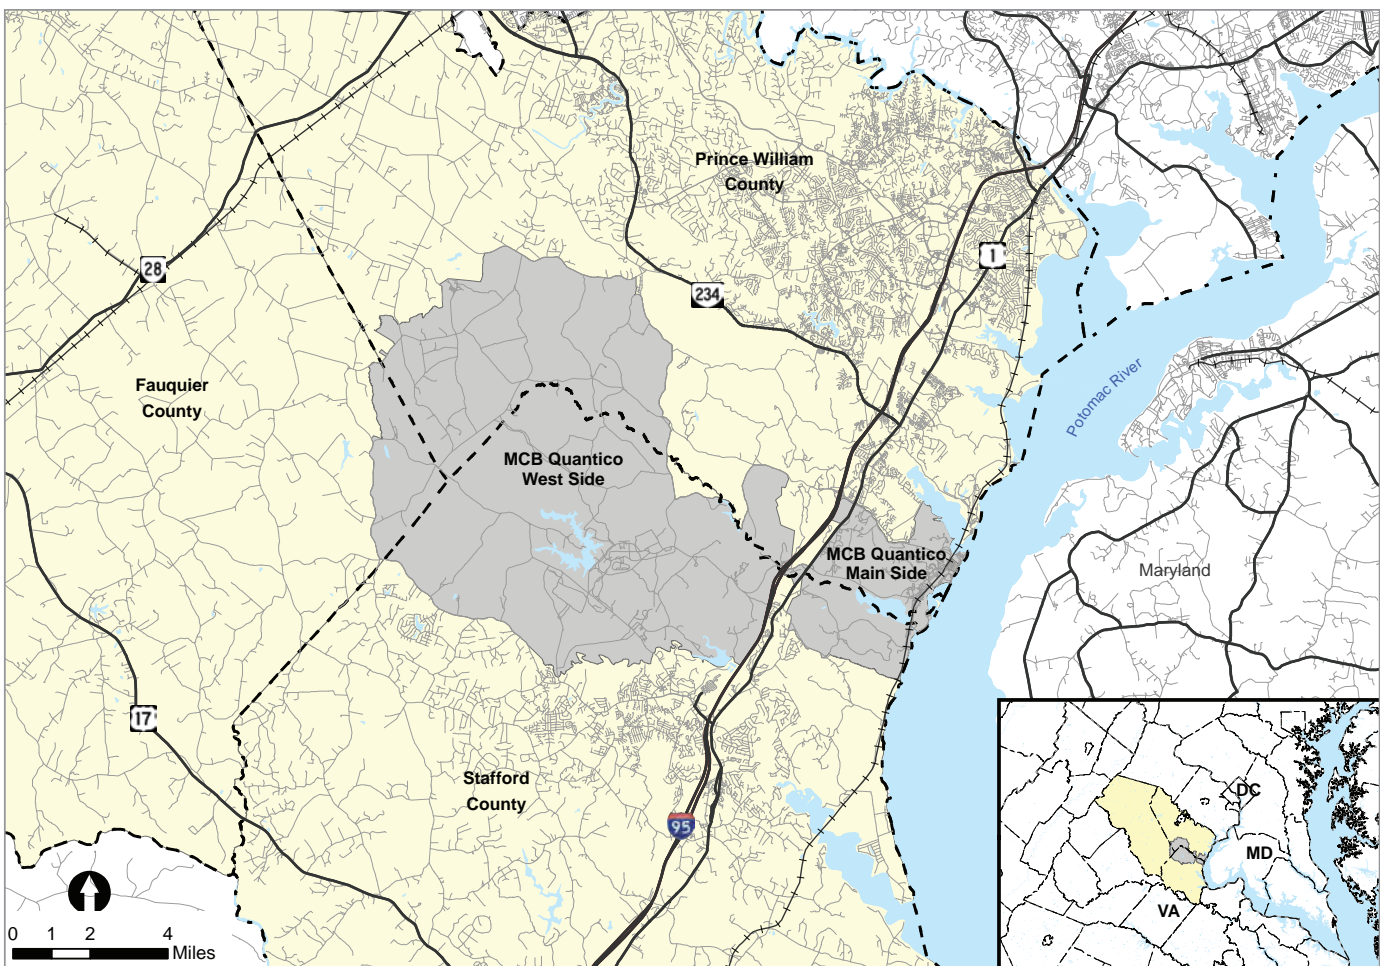 Prince William
County
1
28
234
Potomac River
Fauquier
County
MCB Quantico
West Side
MCB Quantico
Main Side
Maryland
17
Stafford
County
95
DC
MD
VA
0 1 2 4
Miles